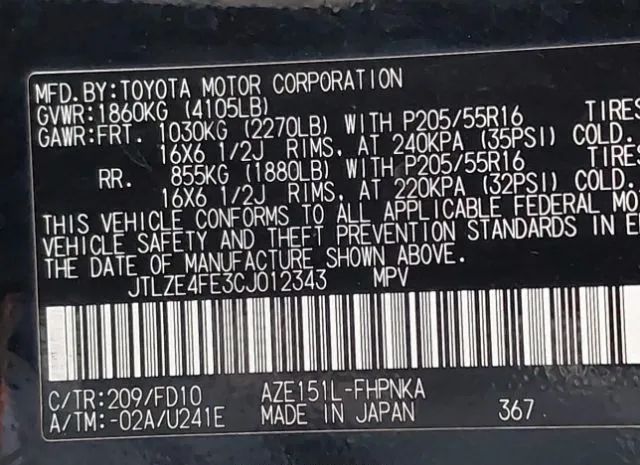 MFD.BY:TOYOTA MOTOR CORPORATION
GVWR:1860KG (4105LB)
GAWR:FRT. 1030KG (2270LB) WITH P205/55R16 TIRES
16X6 1/2J RIMS, AT 240KPA (35PSI) COLD.
RR. 855KG (1880LB) WITH P205/55R16 TIRES
16X6 1/2J RIMS, AT 220KPA (32PSI) COLD.
THIS VEHICLE CONFORMS TO ALL APPLICABLE FEDERAL MO
VEHICLE SAFETY AND THEFT PREVENTION STANDARDS IN E
THE DATE OF MANUFACTURE SHOWN ABOVE.
JTLZE4FE3CJ012343 MPV
C/TR:209/FD10 AZE151L-FHPNKA
A/TM:-02A/U241E MADE IN JAPAN 367